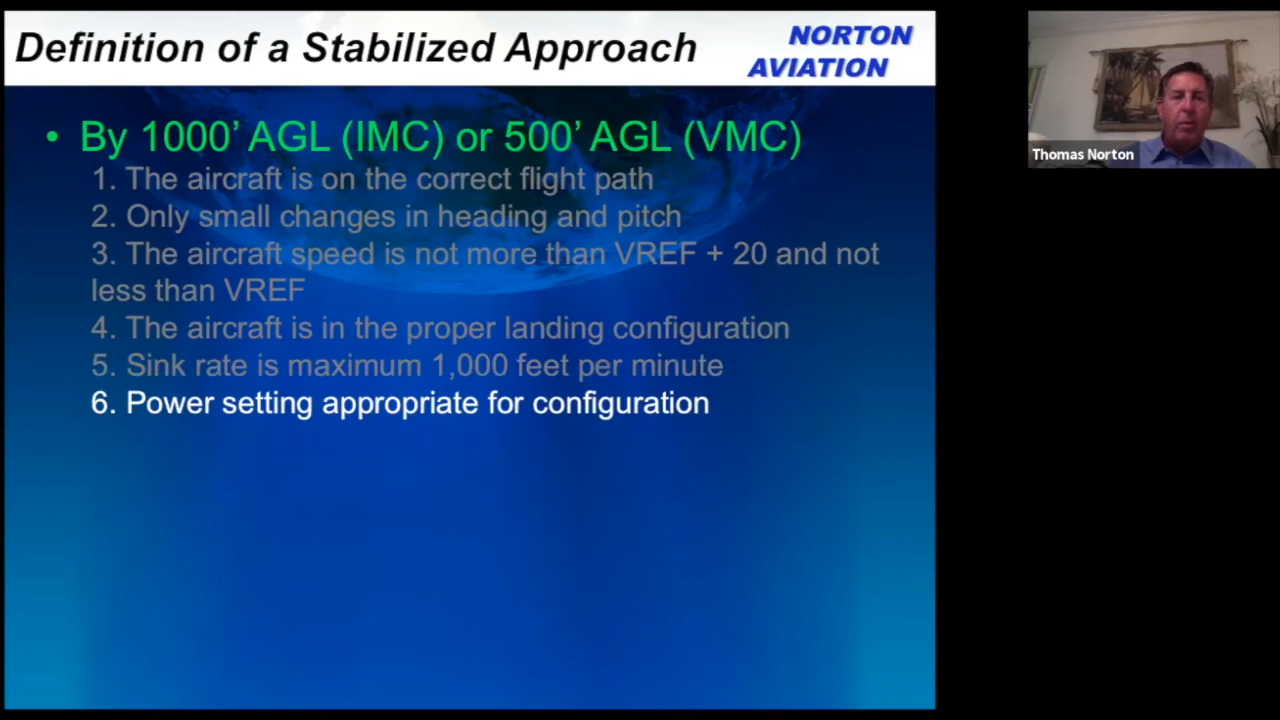 Definition of a Stabilized Approach
NORTON
AVIATION
• By 1000’ AGL (IMC) or 500’ AGL (VMC)
1. The aircraft is on the correct flight path
2. Only small changes in heading and pitch
3. The aircraft speed is not more than VREF + 20 and not
less than VREF
4. The aircraft is in the proper landing configuration
5. Sink rate is maximum 1,000 feet per minute
6. Power setting appropriate for configuration
Thomas Norton